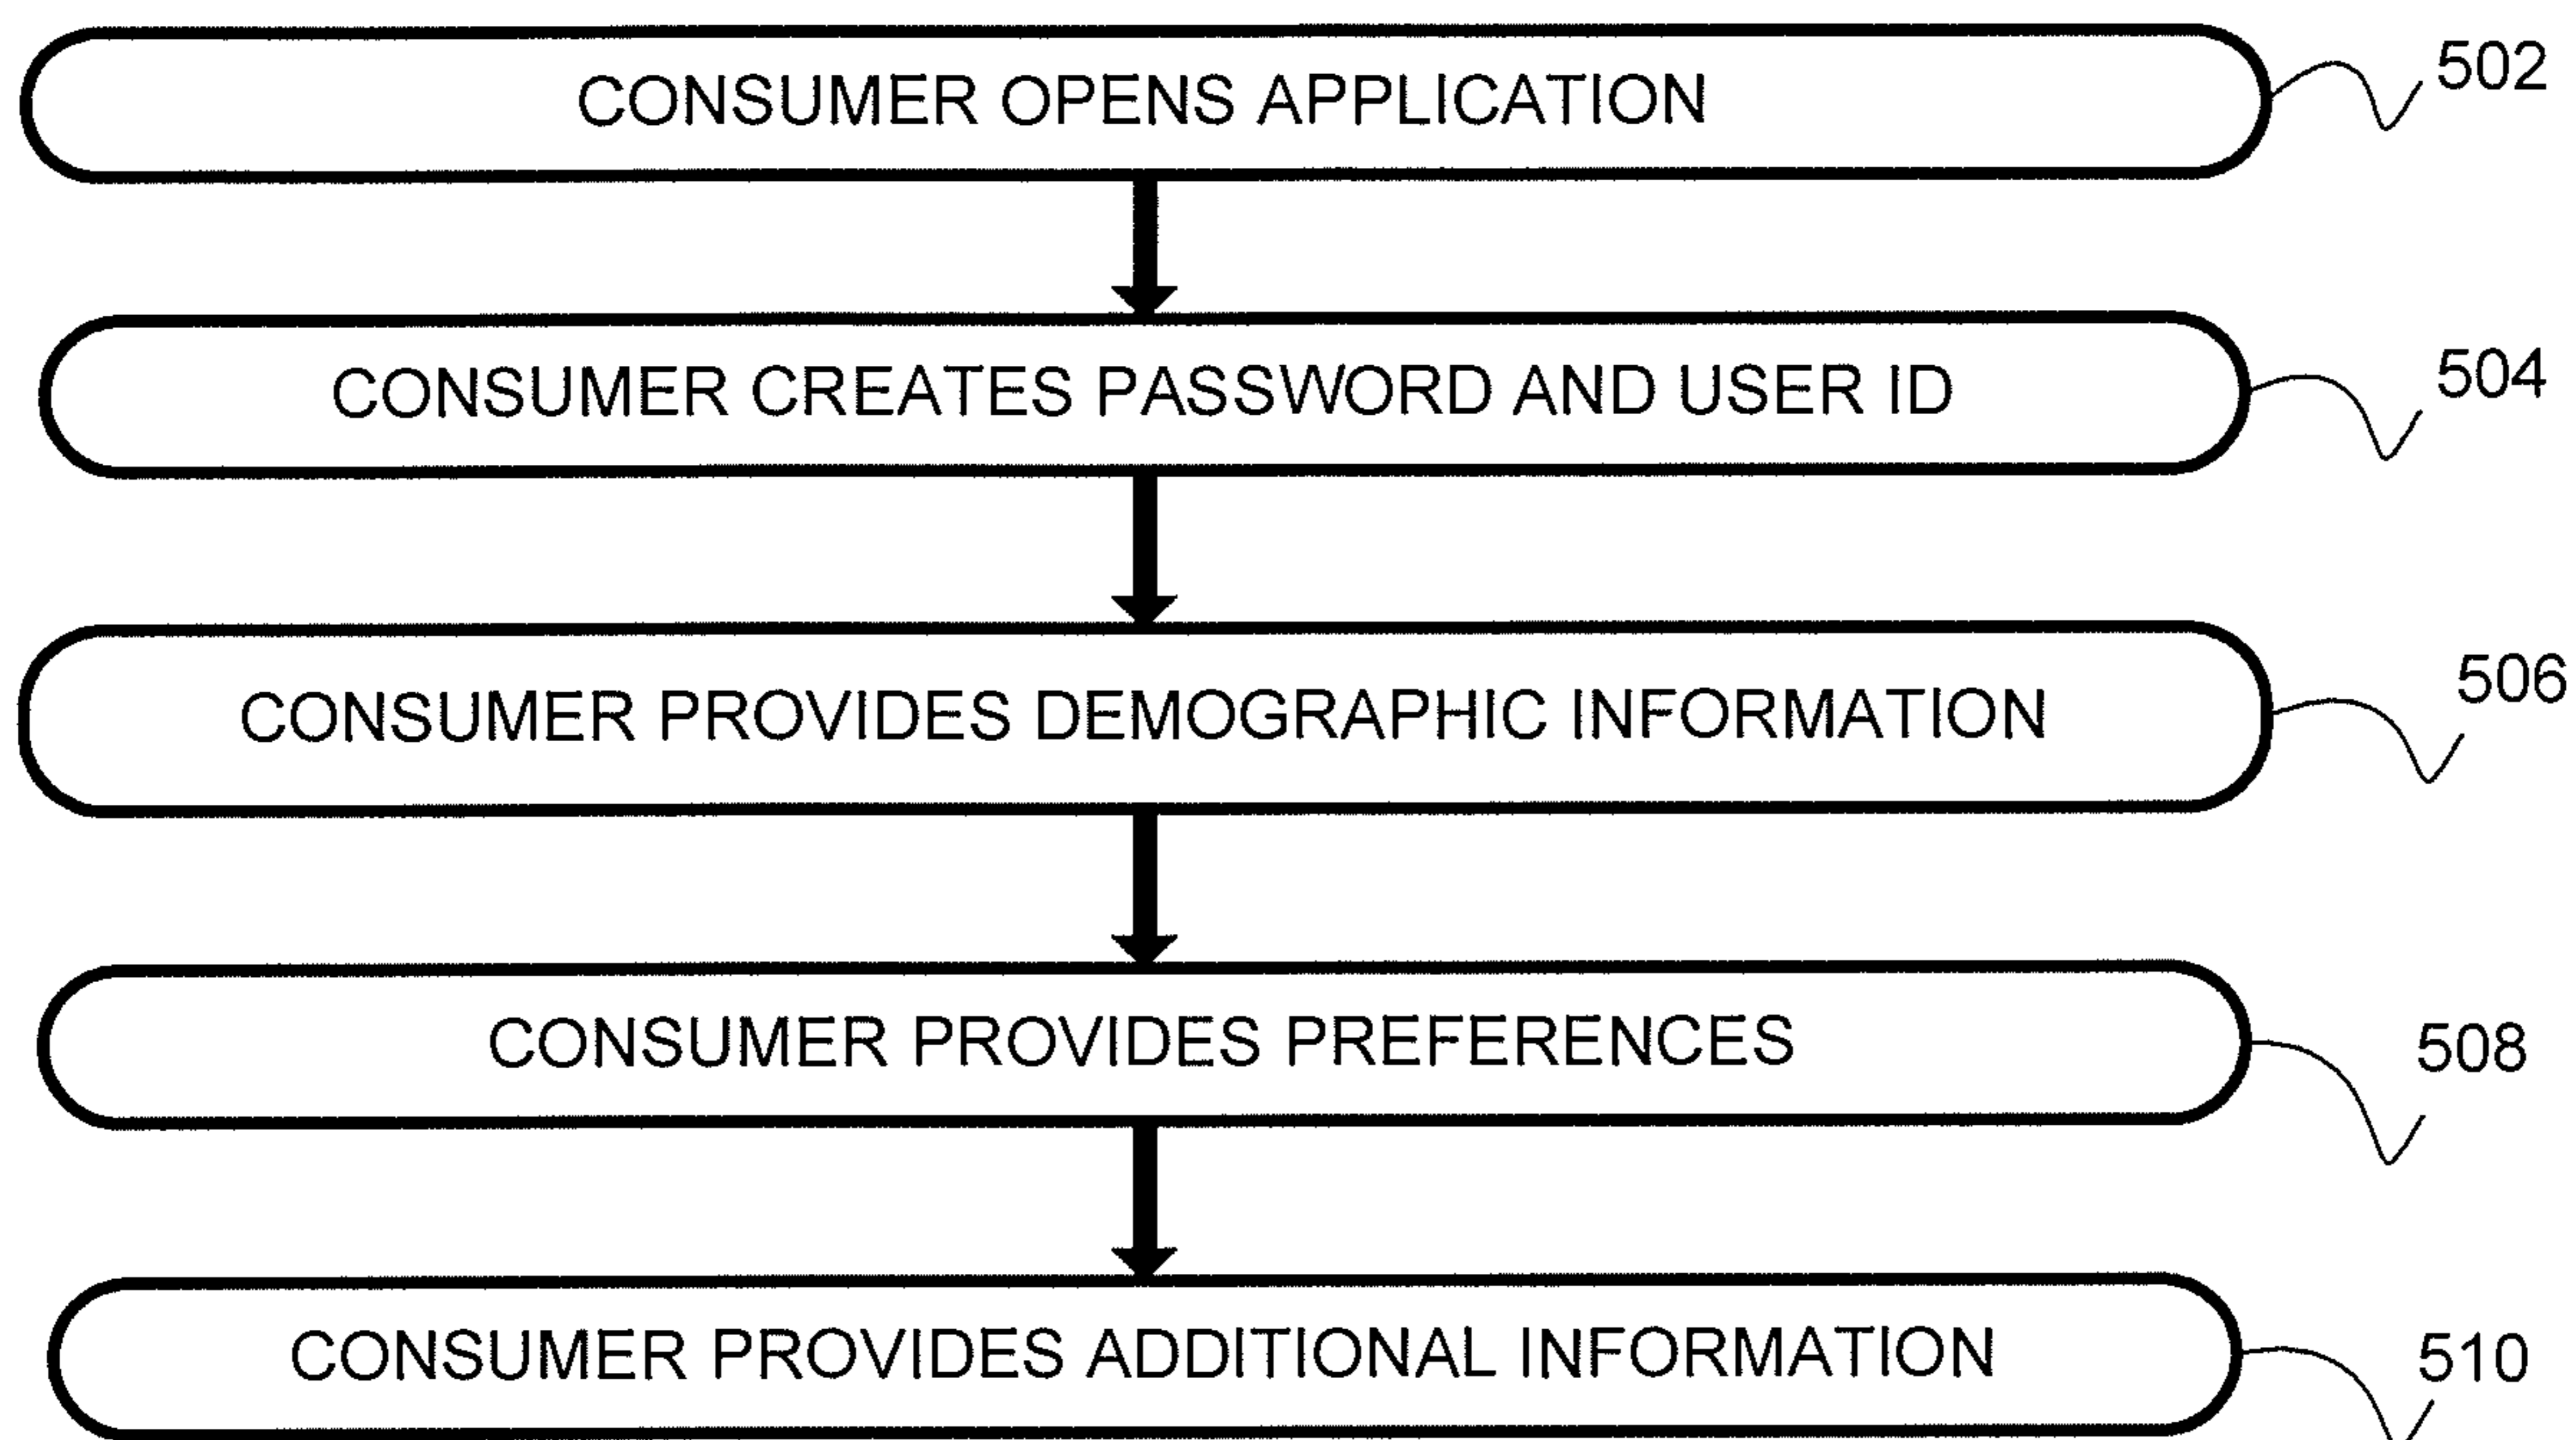 CONSUMER OPENS APPLICATION
502
CONSUMER CREATES PASSWORD AND USER ID
504
CONSUMER PROVIDES DEMOGRAPHIC INFORMATION
506
CONSUMER PROVIDES PREFERENCES
508
CONSUMER PROVIDES ADDITIONAL INFORMATION
510